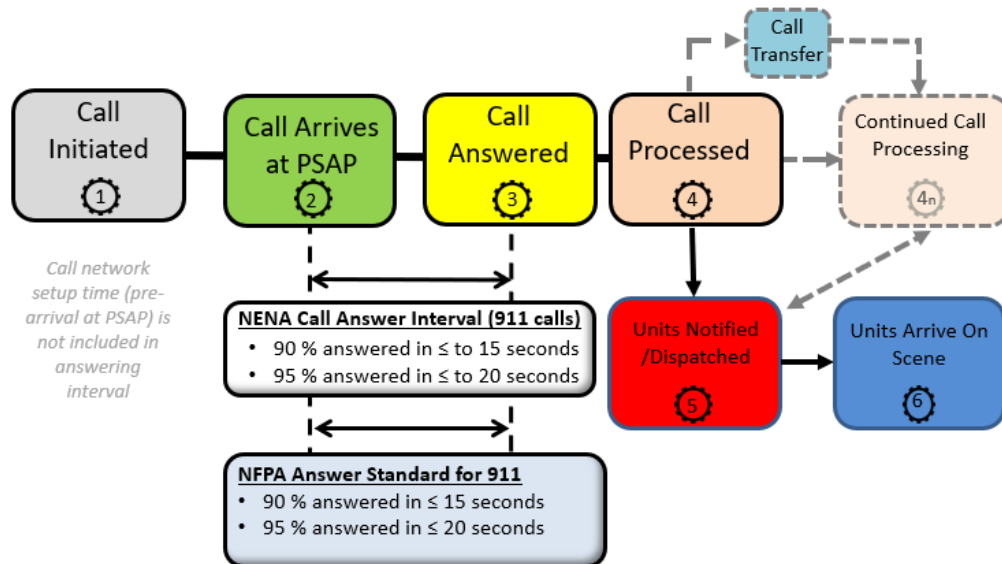 Call
Transfer
Call
Initiated
1
Call Arrives
at PSAP
2
Call
Answered
3
Call
Processed
4
Continued Call
Processing
4n
Call network
setup time (pre-
arrival at PSAP) is
not included in
answering
interval
NENA Call Answer Interval (911 calls)
• 90 % answered in ≤ to 15 seconds
• 95 % answered in ≤ to 20 seconds
Units Notified
/Dispatched
5
Units Arrive On
Scene
6
NFPA Answer Standard for 911
• 90 % answered in ≤ 15 seconds
• 95 % answered in ≤ 20 seconds